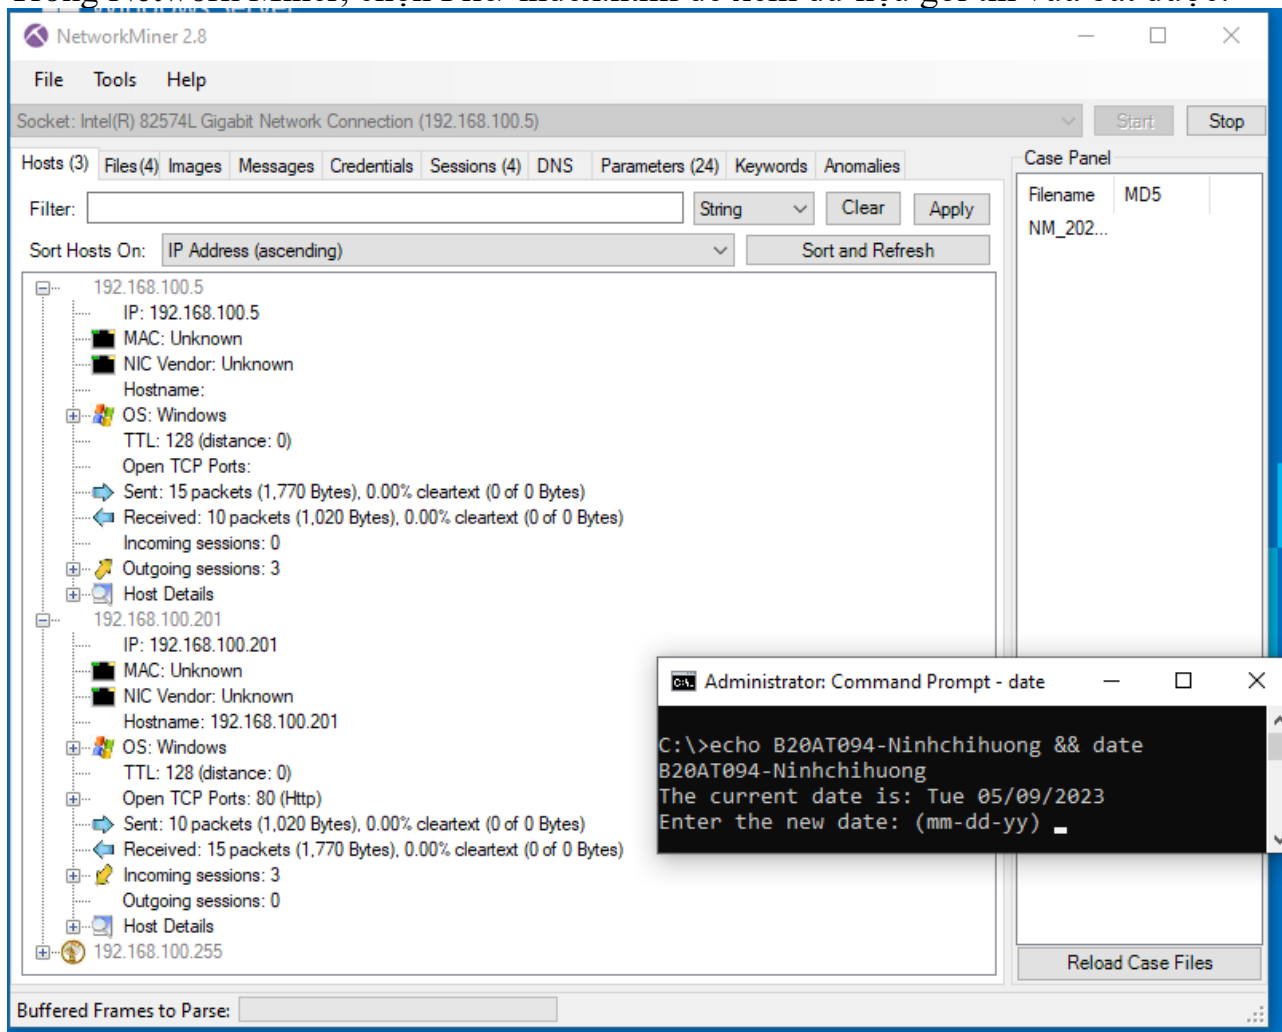 Trong Network Miner, chọn
NetworkMiner 2.8
File Tools Help
Socket: Intel(R) 82574L Gigabit Network Connection (192.168.100.5)
Start Stop
Hosts (3) Files (4) Images Messages Credentials Sessions (4) DNS Parameters (24) Keywords Anomalies
Filter: String Clear Apply
Sort Hosts On: IP Address (ascending) Sort and Refresh
192.168.100.5
IP: 192.168.100.5
MAC: Unknown
NIC Vendor: Unknown
Hostname:
OS: Windows
TTL: 128 (distance: 0)
Open TCP Ports:
Sent: 15 packets (1,770 Bytes), 0.00% cleartext (0 of 0 Bytes)
Received: 10 packets (1,020 Bytes), 0.00% cleartext (0 of 0 Bytes)
Incoming sessions: 0
Outgoing sessions: 3
Host Details
192.168.100.201
IP: 192.168.100.201
MAC: Unknown
NIC Vendor: Unknown
Hostname: 192.168.100.201
OS: Windows
TTL: 128 (distance: 0)
Open TCP Ports: 80 (Http)
Sent: 10 packets (1,020 Bytes), 0.00% cleartext (0 of 0 Bytes)
Received: 15 packets (1,770 Bytes), 0.00% cleartext (0 of 0 Bytes)
Incoming sessions: 3
Outgoing sessions: 0
Host Details
192.168.100.255
Case Panel
Filename MD5
NM_202...
Reload Case Files
Administrator: Command Prompt - date
C:\>echo B20AT094-Ninhchihuong && date
B20AT094-Ninhchihuong
The current date is: Tue 05/09/2023
Enter the new date: (mm-dd-yy)
Buffered Frames to Parse: